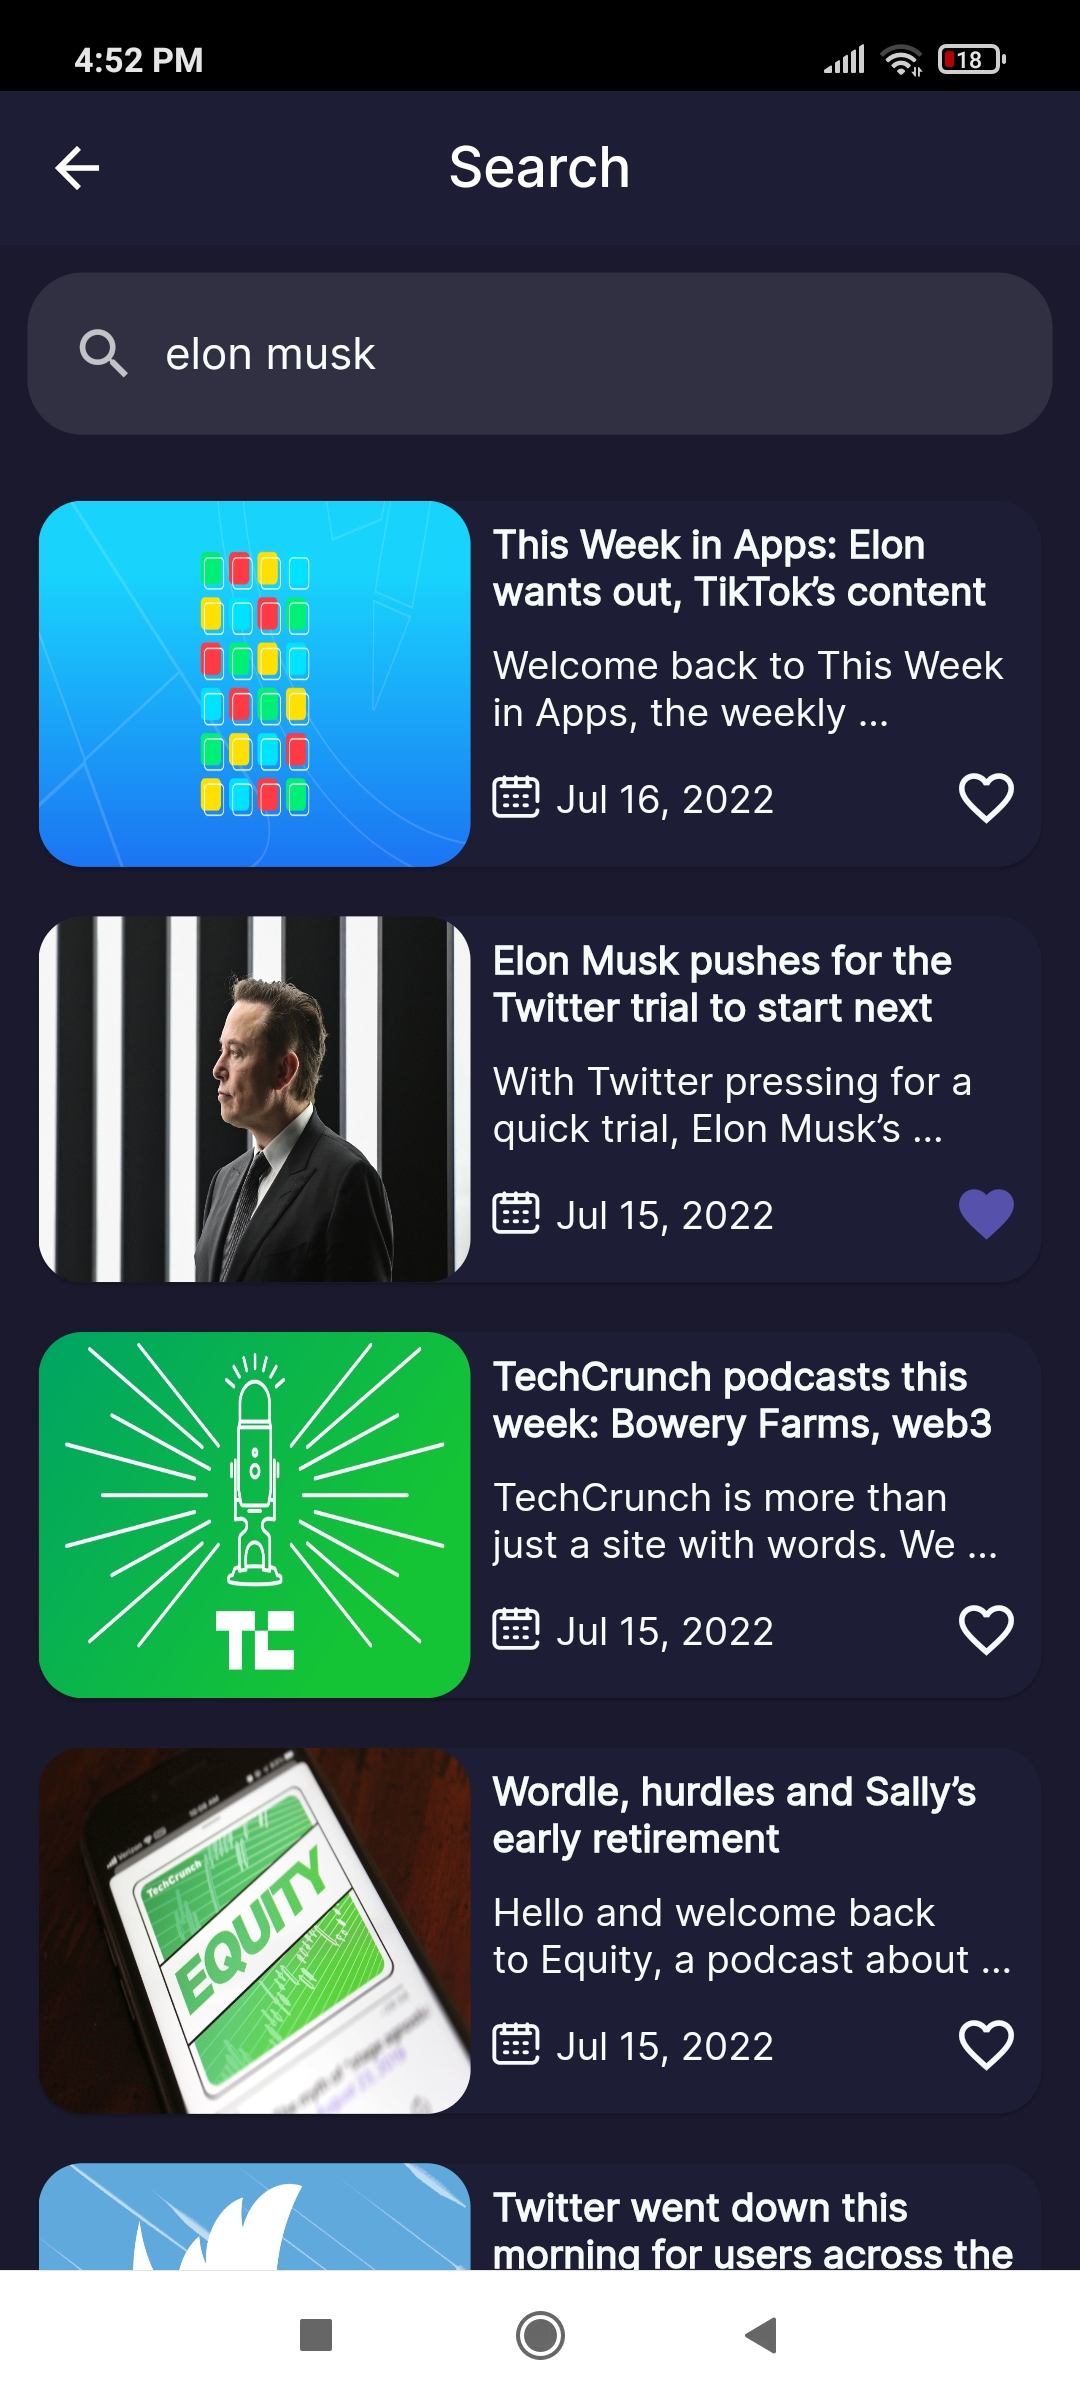 4:52 PM
18
Search
elon musk
This Week in Apps: Elon
wants out, TikTok’s content
Welcome back to This Week
in Apps, the weekly ...
Jul 16, 2022
Elon Musk pushes for the
Twitter trial to start next
With Twitter pressing for a
quick trial, Elon Musk’s ...
Jul 15, 2022
TC
TechCrunch podcasts this
week: Bowery Farms, web3
TechCrunch is more than
just a site with words. We ...
Jul 15, 2022
TechCrunch
EQUITY
Wordle, hurdles and Sally’s
early retirement
Hello and welcome back
to Equity, a podcast about ...
Jul 15, 2022
Twitter went down this
morning for users across the